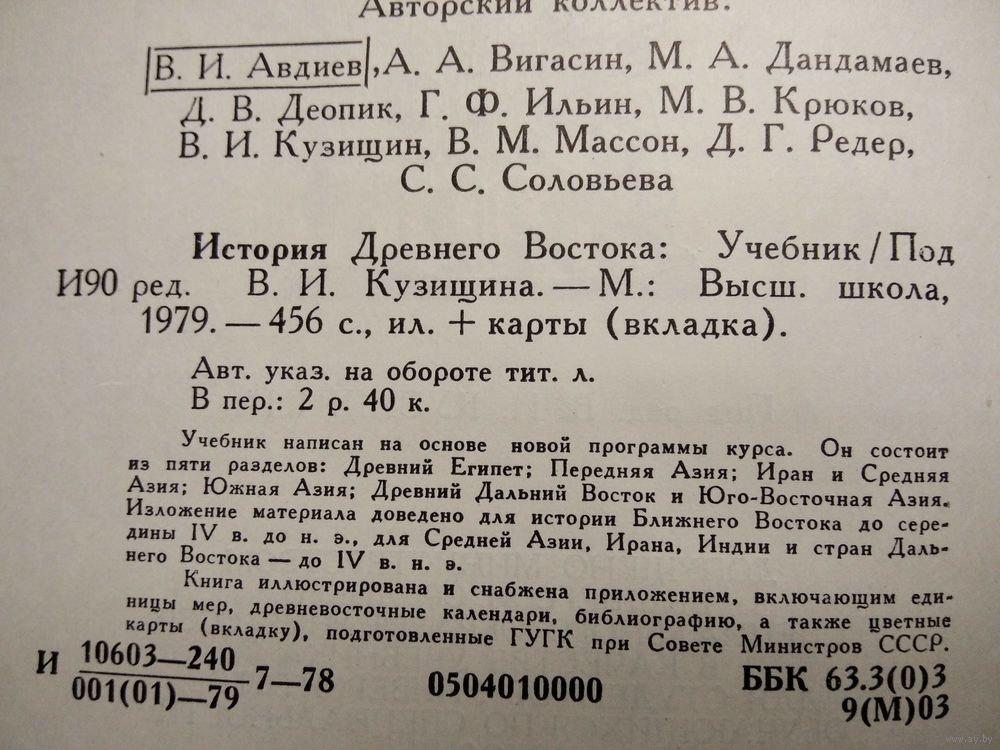 Авторский коллектив:
В. И. Авдиев, А. А. Вигасин, М. А. Дандамаев,
Д. В. Деопик, Г. Ф. Ильин, М. В. Крюков,
В. И. Кузищин, В. М. Массон, Д. Г. Редер,
С. С. Соловьева
История Древнего Востока: Учебник/Под
И90 ред. В. И. Кузищина. — М.: Высш. школа,
1979. — 456 с., ил. + карты (вкладка).
Авт. указ. на обороте тит. л.
В пер.: 2 р. 40 к.
Учебник написан на основе новой программы курса. Он состоит
из пяти разделов: Древний Египет; Передняя Азия; Иран и Средняя
Азия; Южная Азия; Древний Дальний Восток и Юго-Восточная Азия.
Изложение материала доведено для истории Ближнего Востока до сере-
дины IV в. до н. э., для Средней Азии, Ирана, Индии и стран Даль-
него Востока — до IV в. н. э.
Книга иллюстрирована и снабжена приложением, включающим еди-
ницы мер, древневосточные календари, библиографию, а также цветные
карты (вкладку), подготовленные ГУГК при Совете Министров СССР.
И 10603—240
001(01)—79 7—78 0504010000 ББК 63.3(0)3
9(М)03
www.ay.by